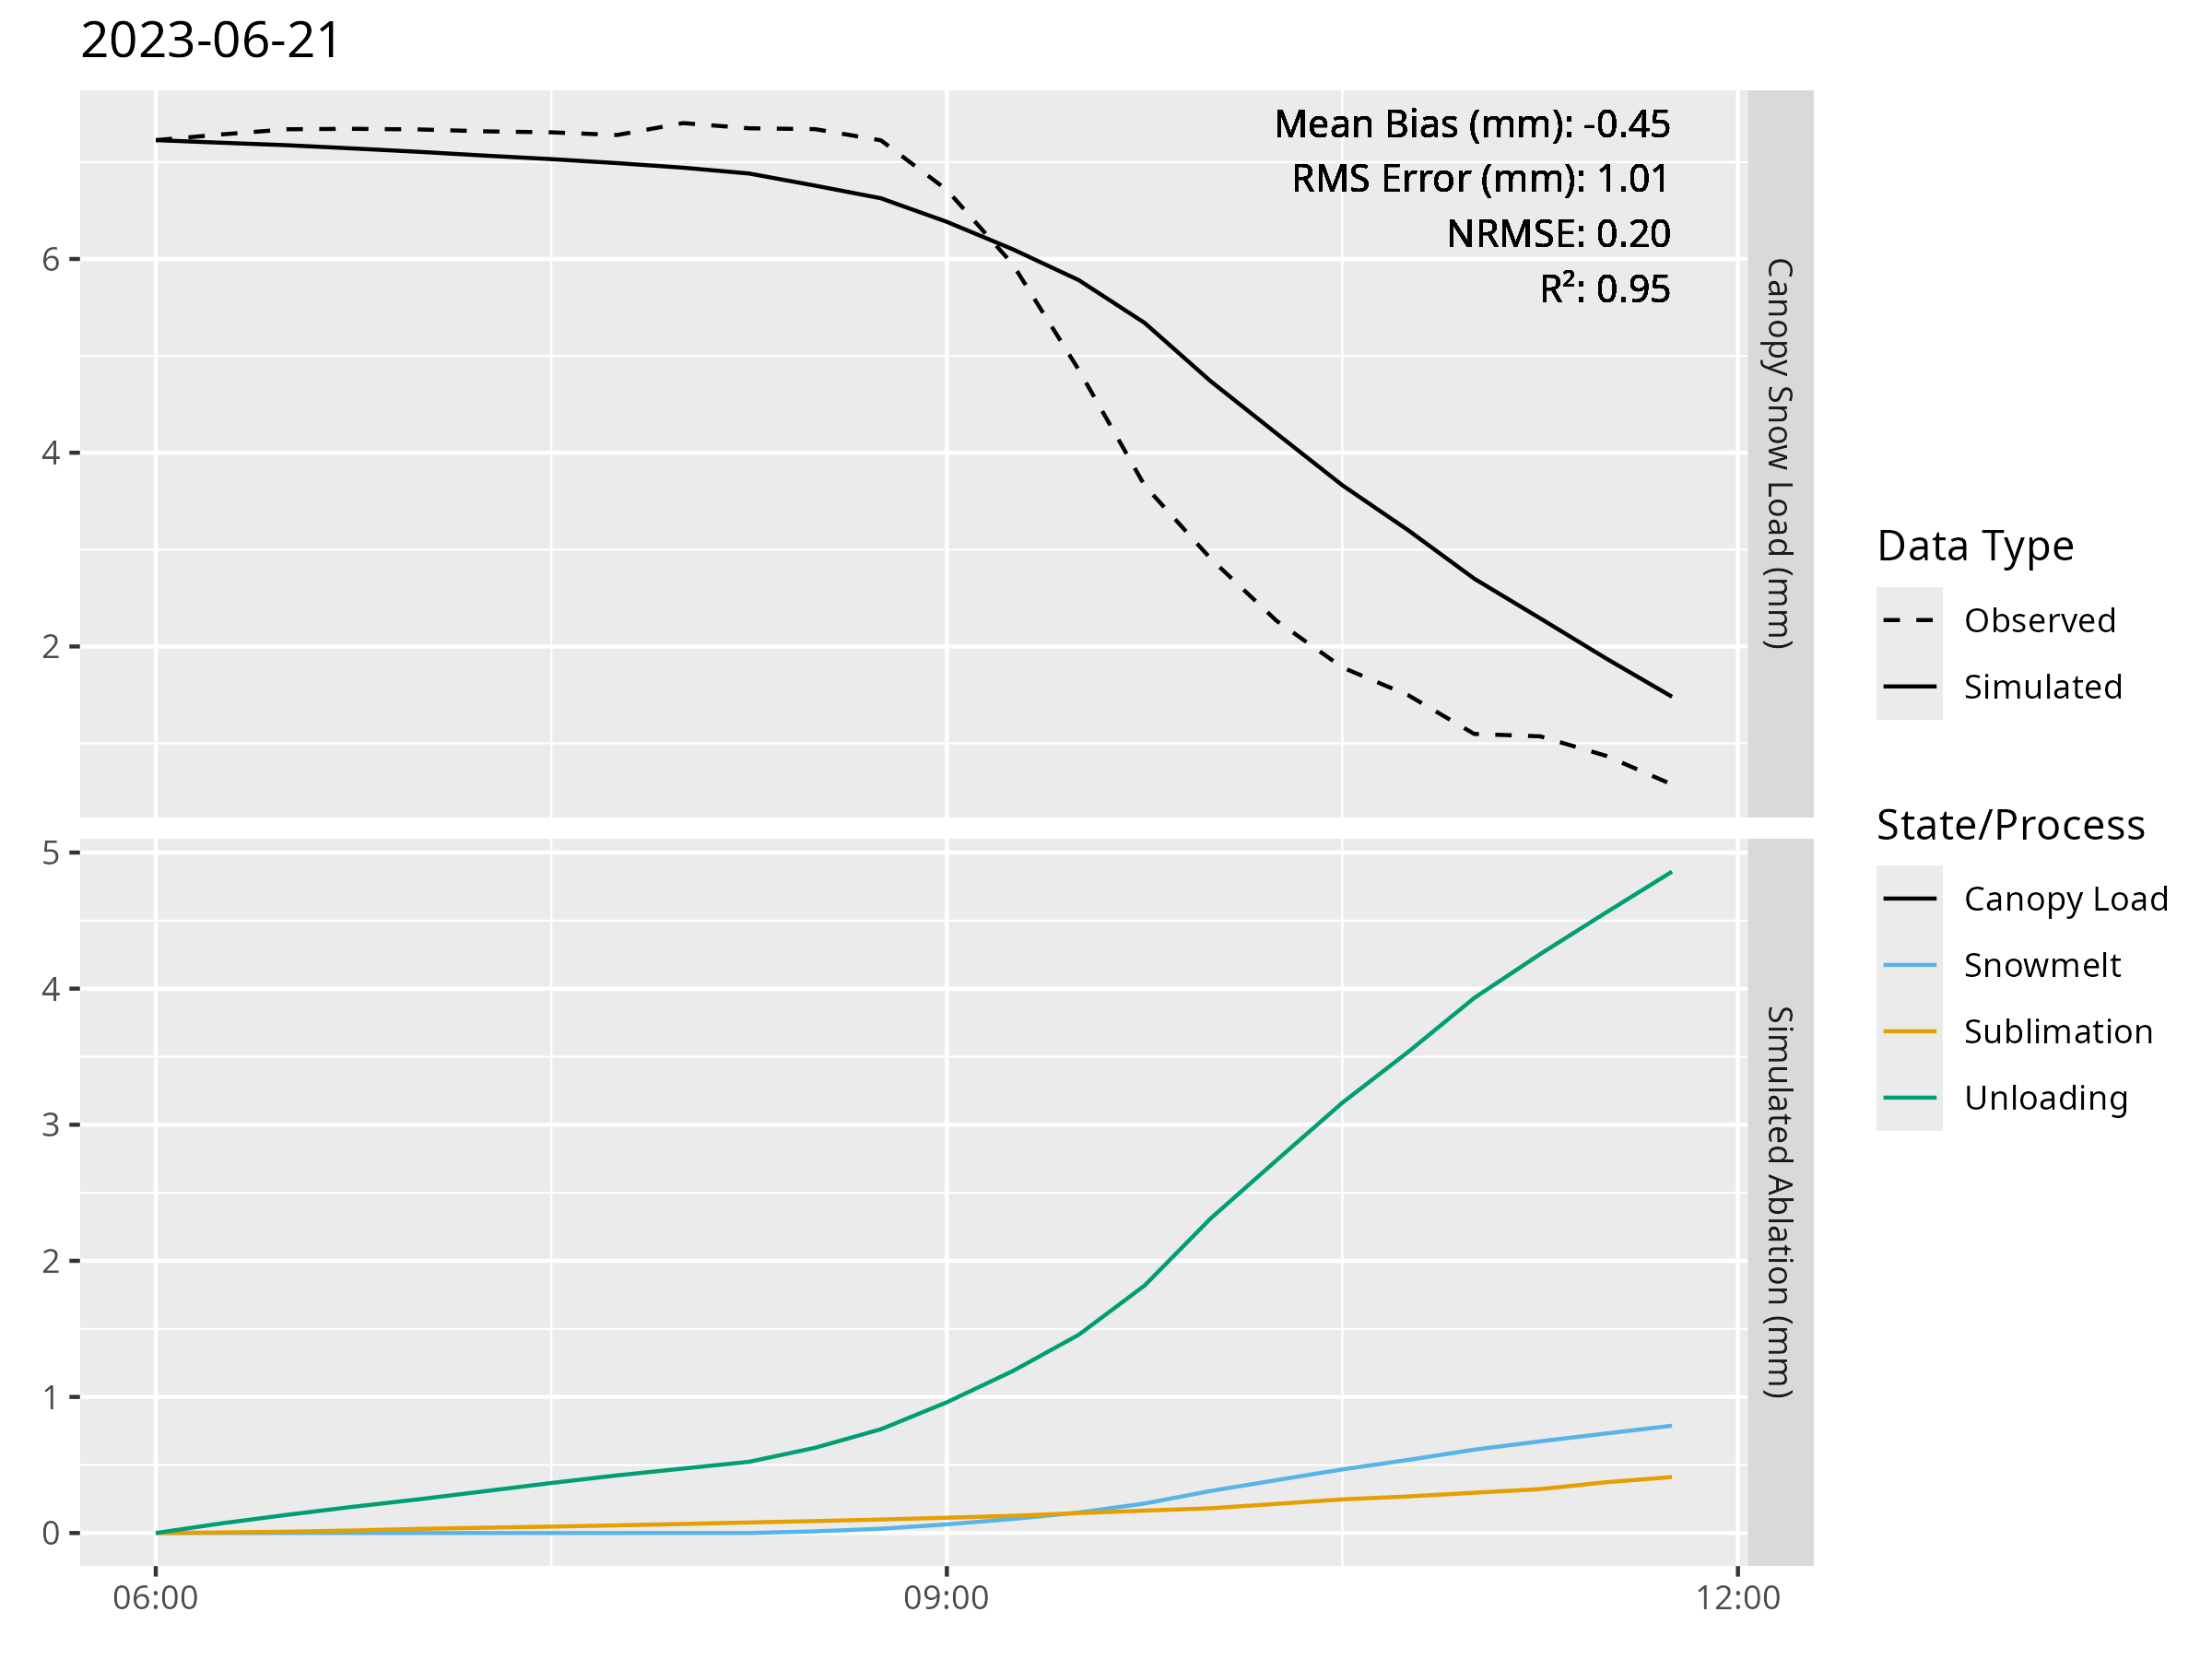 2023-06-21
Mean Bias (mm): -0.45
RMS Error (mm): 1.01
NRMSE: 0.20
R²: 0.95
6
4
2
Canopy Snow Load (mm)
5
4
3
2
1
0
Simulated Ablation (mm)
06:00
09:00
12:00
Data Type
Observed
Simulated
State/Process
Canopy Load
Snowmelt
Sublimation
Unloading